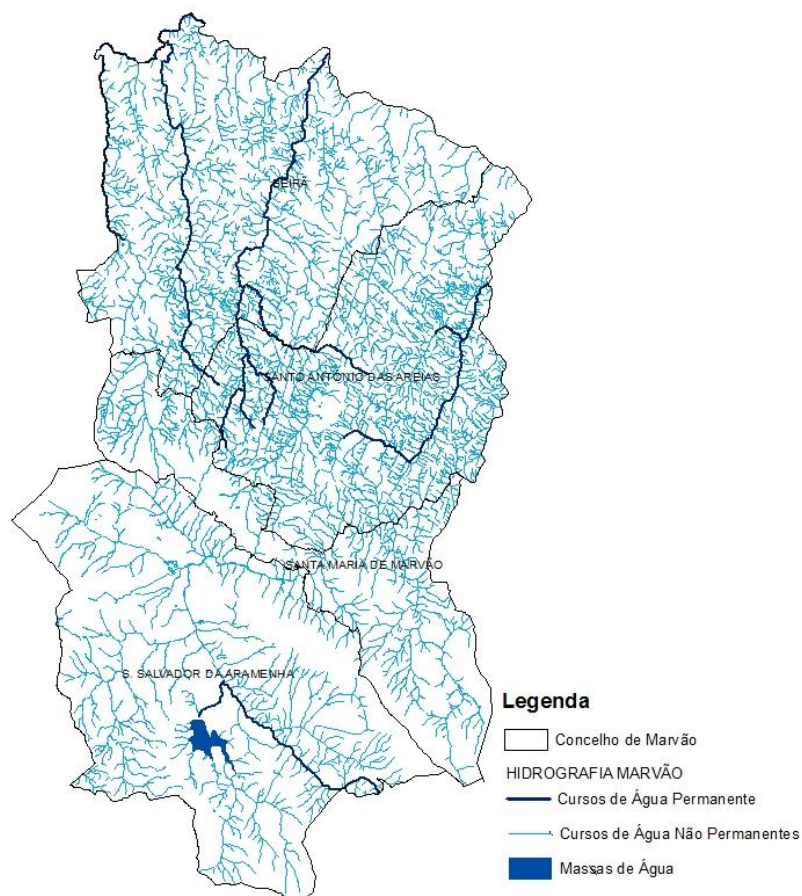 BEIRÃ
SANTO ANTÓNIO DAS AREIAS
SANTA MARIA DE MARVÃO
S. SALVADOR DA ARAMENHA
Legenda
Concelho de Marvão
HIDROGRAFIA MARVÃO
Cursos de Água Permanente
Cursos de Água Não Permanentes
Massas de Água